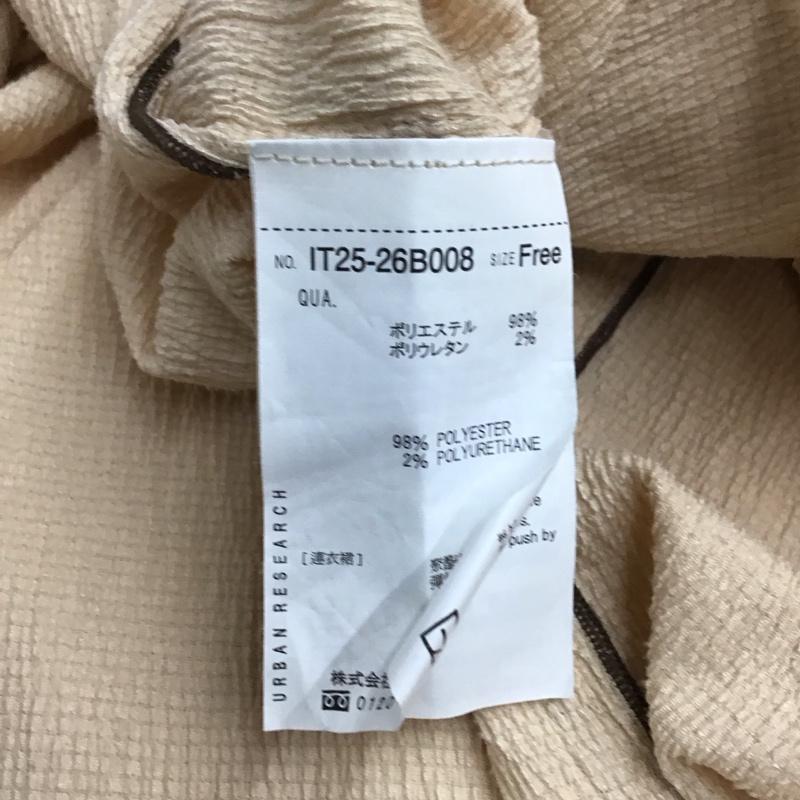 NO. IT25-26B008 SIZE Free
QUA.
ポリエステル 98%
ポリウレタン 2%
98% POLYESTER
2% POLYURETHANE
push by
[連衣裙]
URBAN RESEARCH
株式会社
0120